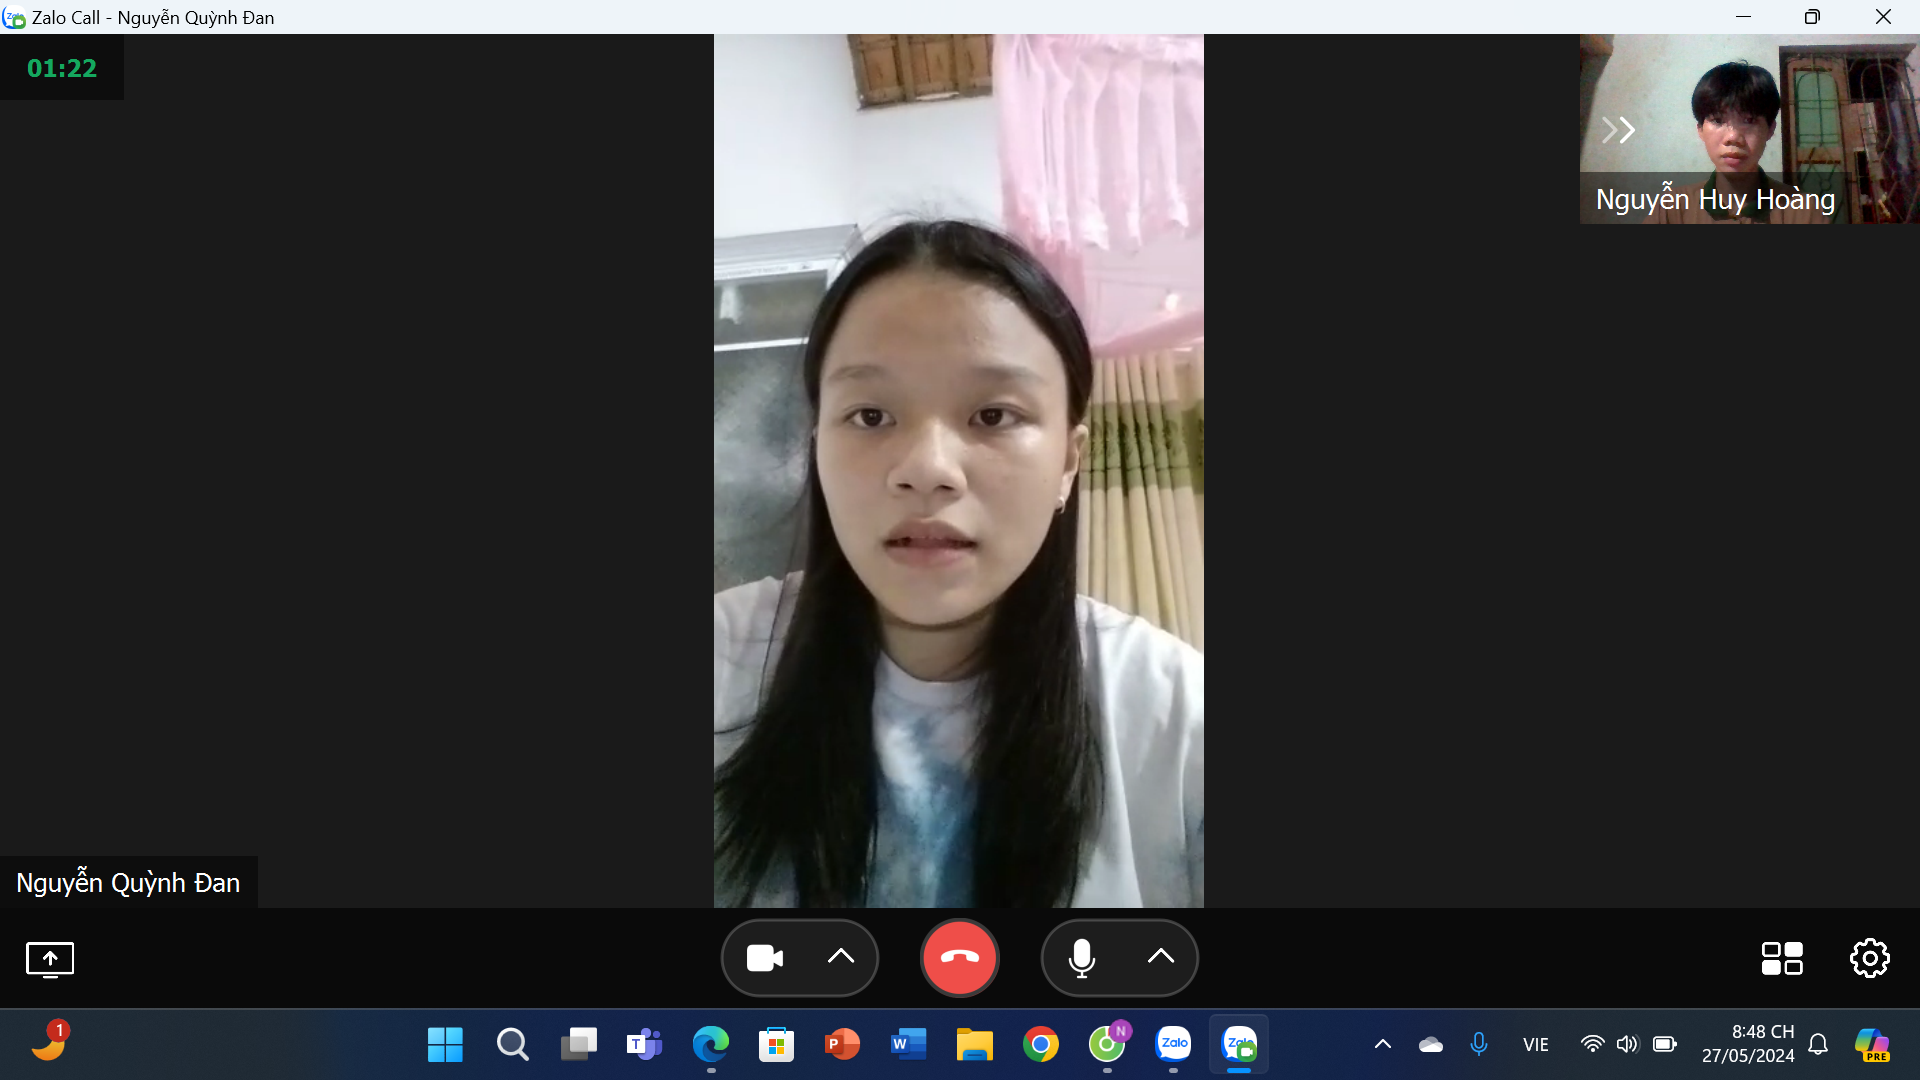 Zalo Call - Nguyễn Quỳnh Đan
01:22
Nguyễn Huy Hoàng
Nguyễn Quỳnh Đan
1
N
Zalo
VIE
8:48 CH
27/05/2024
PRE